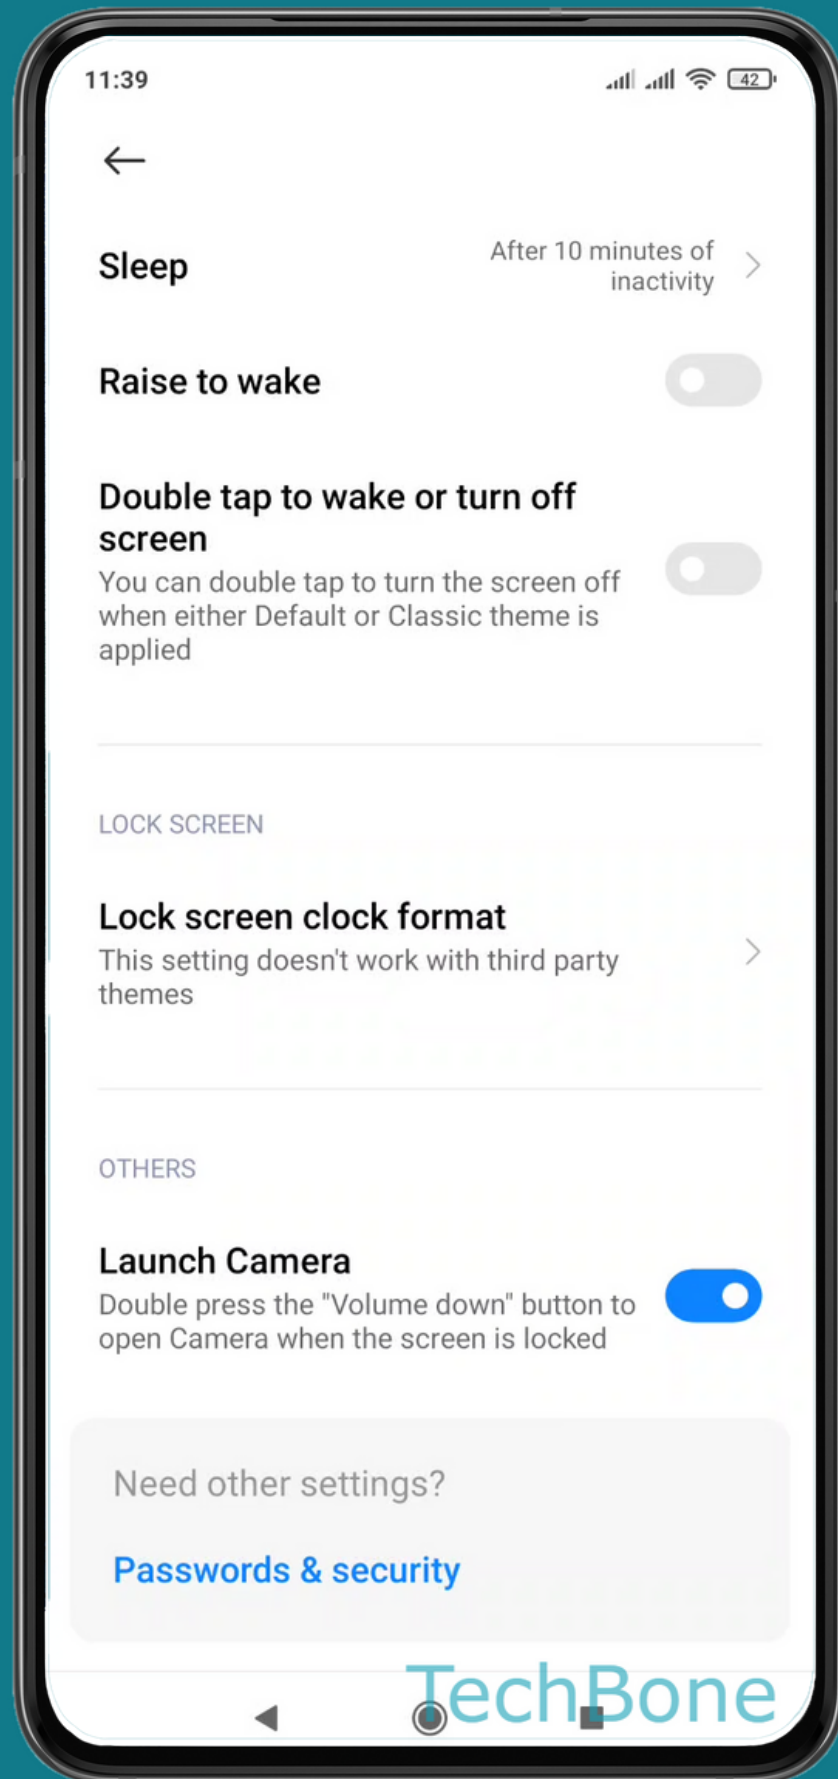 11:39
42
Sleep
After 10 minutes of
inactivity
Raise to wake
Double tap to wake or turn off
screen
You can double tap to turn the screen off
when either Default or Classic theme is
applied
LOCK SCREEN
Lock screen clock format
This setting doesn't work with third party
themes
OTHERS
Launch Camera
Double press the "Volume down" button to
open Camera when the screen is locked
Need other settings?
Passwords & security
TechBone